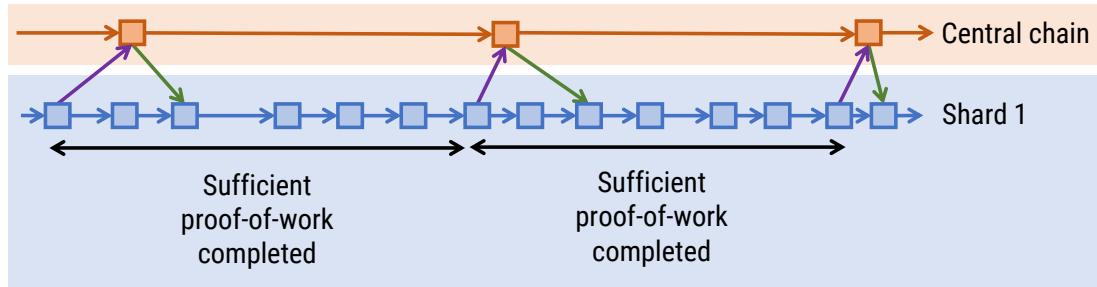 Central chain
Shard 1
Sufficient
proof-of-work
completed
Sufficient
proof-of-work
completed